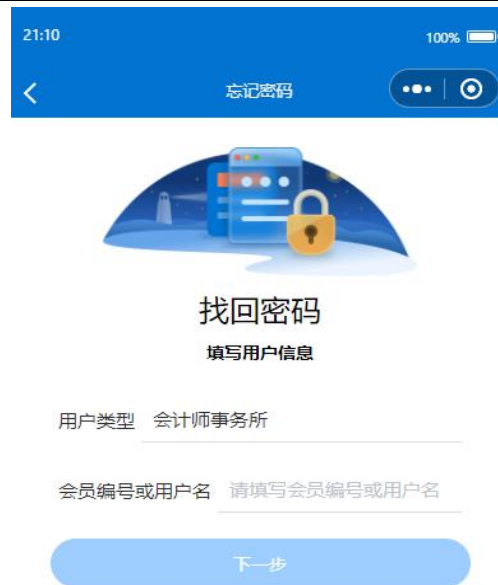 21:10
100%
忘记密码
找回密码
填写用户信息
用户类型 会计师事务所
会员编号或用户名 请填写会员编号或用户名
下一步